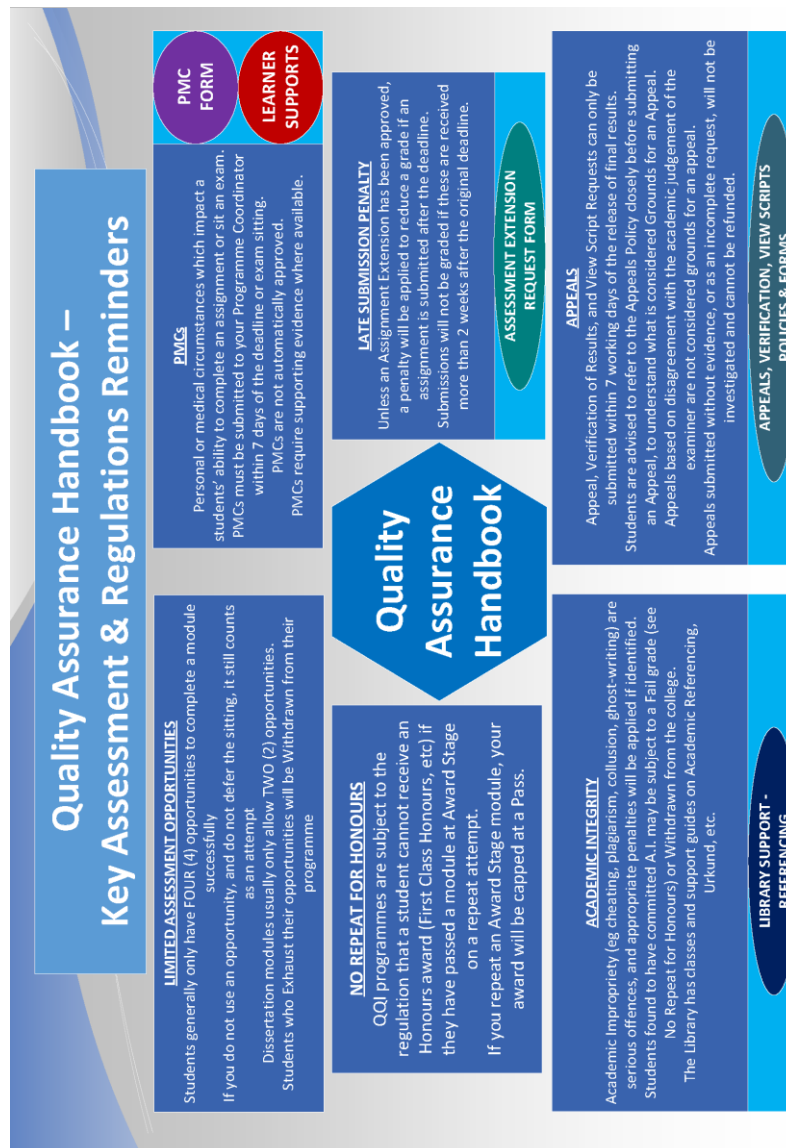 Quality Assurance Handbook –
Key Assessment & Regulations Reminders
LIMITED ASSESSMENT OPPORTUNITIES
Students generally only have FOUR (4) opportunities to complete a module
successfully
If you do not use an opportunity, and do not defer the sitting, it still counts
as an attempt
Dissertation modules usually only allow TWO (2) opportunities.
Students who Exhaust their opportunities will be Withdrawn from their
programme
PMCs
Personal or medical circumstances which impact a
students' ability to complete an assignment or sit an exam.
PMCs must be submitted to your Programme Coordinator
within 7 days of the deadline or exam sitting.
PMCs are not automatically approved.
PMCs require supporting evidence where available.
PMC
FORM
LEARNER
SUPPORTS
NO REPEAT FOR HONOURS
QQI programmes are subject to the
regulation that a student cannot receive an
Honours award (First Class Honours, etc) if
they have passed a module at Award Stage
on a repeat attempt.
If you repeat an Award Stage module, your
award will be capped at a Pass.
Quality
Assurance
Handbook
LATE SUBMISSION PENALTY
Unless an Assignment Extension has been approved,
a penalty will be applied to reduce a grade if an
assignment is submitted after the deadline.
Submissions will not be graded if these are received
more than 2 weeks after the original deadline.
ASSESSMENT EXTENSION
REQUEST FORM
ACADEMIC INTEGRITY
Academic Impropriety (eg cheating, plagiarism, collusion, ghost-writing) are
serious offences, and appropriate penalties will be applied if identified.
Students found to have committed A.I. may be subject to a Fail grade (see
No Repeat for Honours) or Withdrawn from the college.
The Library has classes and support guides on Academic Referencing,
Urkund, etc.
LIBRARY SUPPORT -
REFERENCING
APPEALS
Appeal, Verification of Results, and View Script Requests can only be
submitted within 7 working days of the release of final results.
Students are advised to refer to the Appeals Policy closely before submitting
an Appeal, to understand what is considered Grounds for an Appeal.
Appeals based on disagreement with the academic judgement of the
examiner are not considered grounds for an appeal.
Appeals submitted without evidence, or as an incomplete request, will not be
investigated and cannot be refunded.
APPEALS, VERIFICATION, VIEW SCRIPTS
POLICIES & FORMS